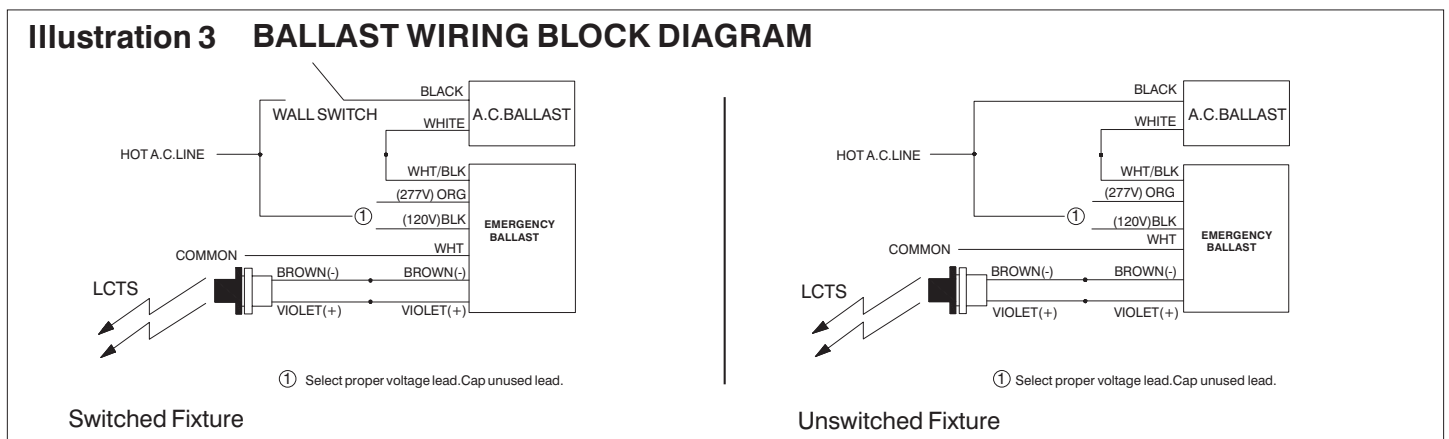 Illustration 3 BALLAST WIRING BLOCK DIAGRAM
BLACK
WALL SWITCH
A.C.BALLAST
WHITE
HOT A.C.LINE
WHT/BLK
(277V) ORG
1
(120V)BLK
EMERGENCY
BALLAST
WHT
COMMON
BROWN(-) BROWN(-)
LCTS
VIOLET(+) VIOLET(+)
1 Select proper voltage lead.Cap unused lead.
Switched Fixture
BLACK
A.C.BALLAST
WHITE
HOT A.C.LINE
WHT/BLK
(277V) ORG
1
(120V)BLK
EMERGENCY
BALLAST
WHT
COMMON
BROWN(-) BROWN(-)
LCTS
VIOLET(+) VIOLET(+)
1 Select proper voltage lead.Cap unused lead.
Unswitched Fixture